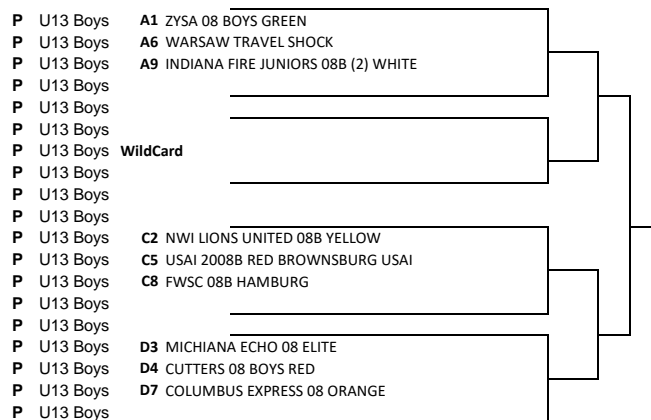 P U13 Boys A1 ZYSA 08 BOYS GREEN
P U13 Boys A6 WARSAW TRAVEL SHOCK
P U13 Boys A9 INDIANA FIRE JUNIORS 08B (2) WHITE
P U13 Boys
P U13 Boys
P U13 Boys
P U13 Boys WildCard
P U13 Boys
P U13 Boys
P U13 Boys
P U13 Boys C2 NWI LIONS UNITED 08B YELLOW
P U13 Boys C5 USAI 2008B RED BROWNSBURG USAI
P U13 Boys C8 FWSC 08B HAMBURG
P U13 Boys
P U13 Boys
P U13 Boys D3 MICHIANA ECHO 08 ELITE
P U13 Boys D4 CUTTERS 08 BOYS RED
P U13 Boys D7 COLUMBUS EXPRESS 08 ORANGE
P U13 Boys